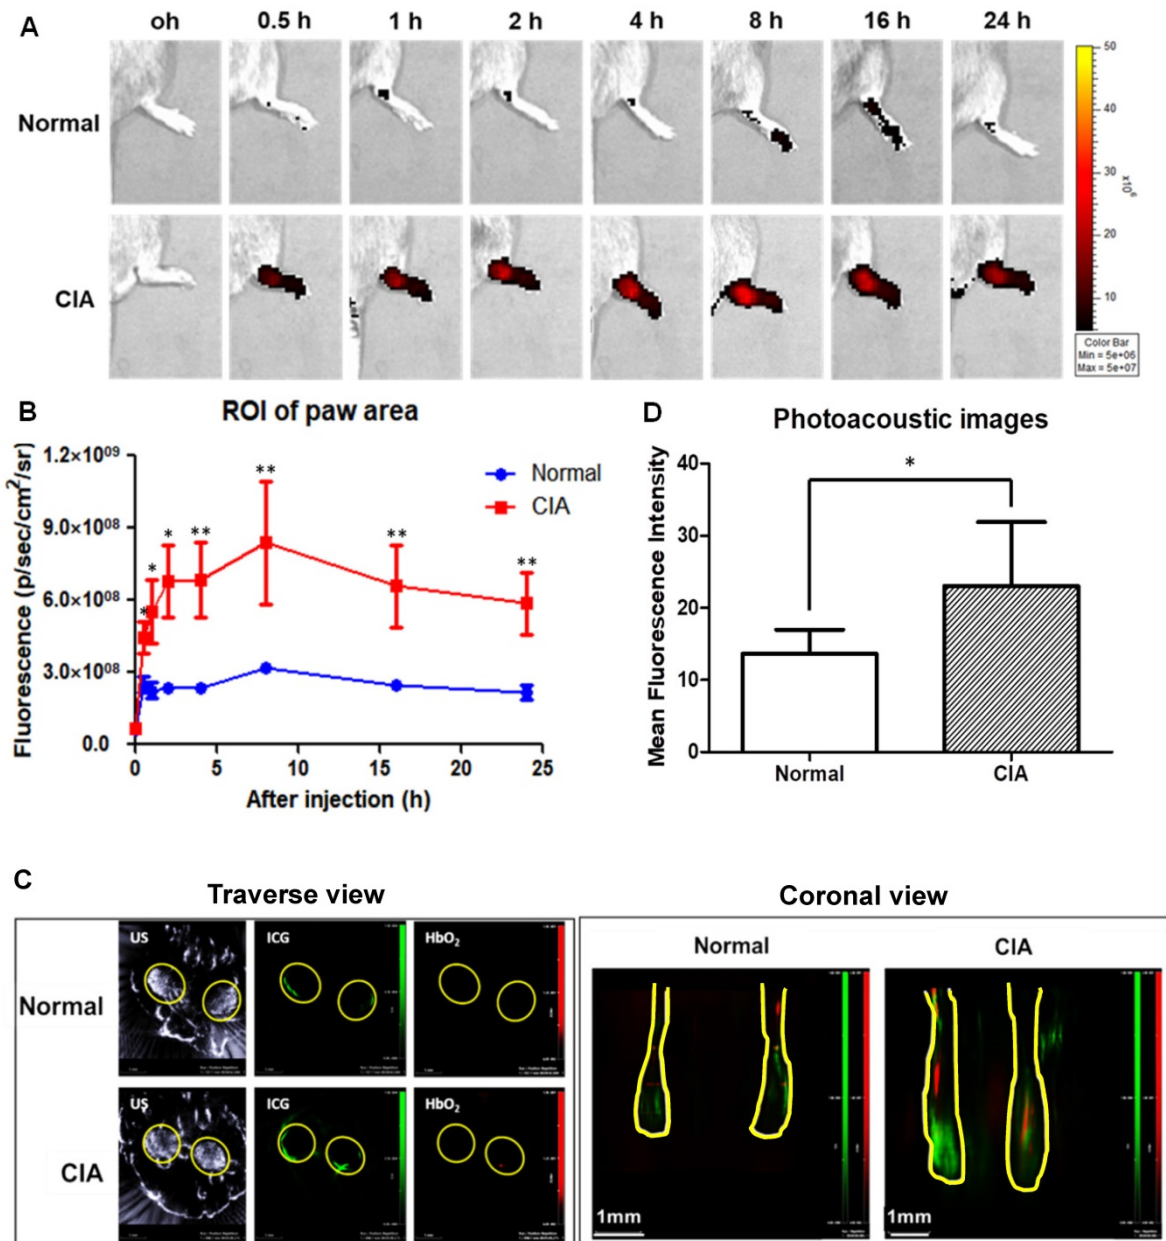 A
oh 0.5 h 1 h 2 h 4 h 8 h 16 h 24 h
Normal
CIA
50
40
30
20
10
x10⁶
Color Bar
Min = 5e+06
Max = 5e+07
B
ROI of paw area
Fluorescence (p/sec/cm²/sr)
1.2×10⁰⁹
9.0×10⁰⁸
6.0×10⁰⁸
3.0×10⁰⁸
0.0
* * * ** ** ** **
Normal
CIA
0 5 10 15 20 25
After injection (h)
D
Photoacoustic images
Mean Fluorescence Intensity
40
30
20
10
0
*
Normal CIA
C
Traverse view
Normal
US ICG HbO₂
CIA
US ICG HbO₂
Coronal view
Normal CIA
1mm 1mm